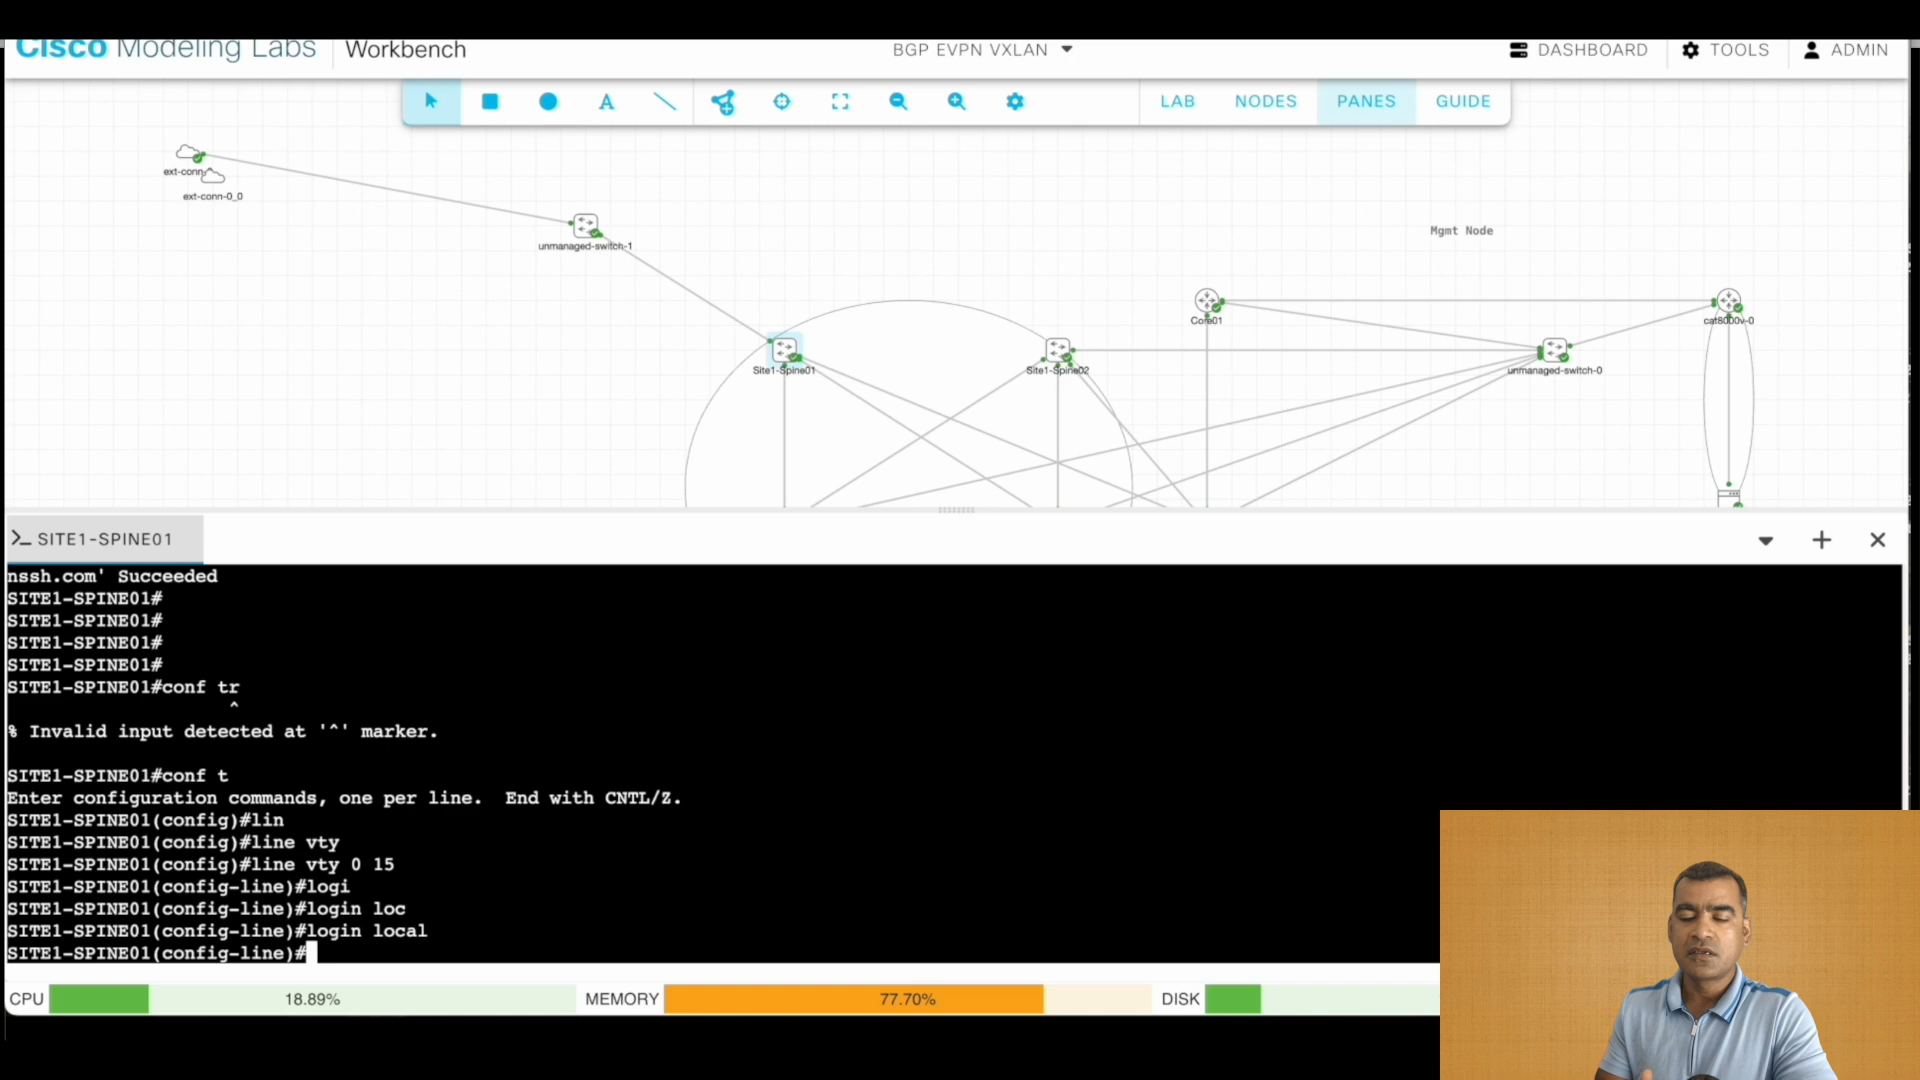 Cisco Modeling Labs Workbench BGP EVPN VXLAN DASHBOARD TOOLS ADMIN
A LAB NODES PANES GUIDE
ext-conn-
ext-conn-0_0
unmanaged-switch-1
Mgmt Node
Core01
cat8000v-0
Site1-Spine01
Site1-Spine02
unmanaged-switch-0
SITE1-SPINE01
nssh.com' Succeeded
SITE1-SPINE01#
SITE1-SPINE01#
SITE1-SPINE01#
SITE1-SPINE01#
SITE1-SPINE01#conf tr
^
% Invalid input detected at '^' marker.
SITE1-SPINE01#conf t
Enter configuration commands, one per line.  End with CNTL/Z.
SITE1-SPINE01(config)#lin
SITE1-SPINE01(config)#line vty
SITE1-SPINE01(config)#line vty 0 15
SITE1-SPINE01(config-line)#logi
SITE1-SPINE01(config-line)#login loc
SITE1-SPINE01(config-line)#login local
SITE1-SPINE01(config-line)#
CPU 18.89% MEMORY 77.70% DISK